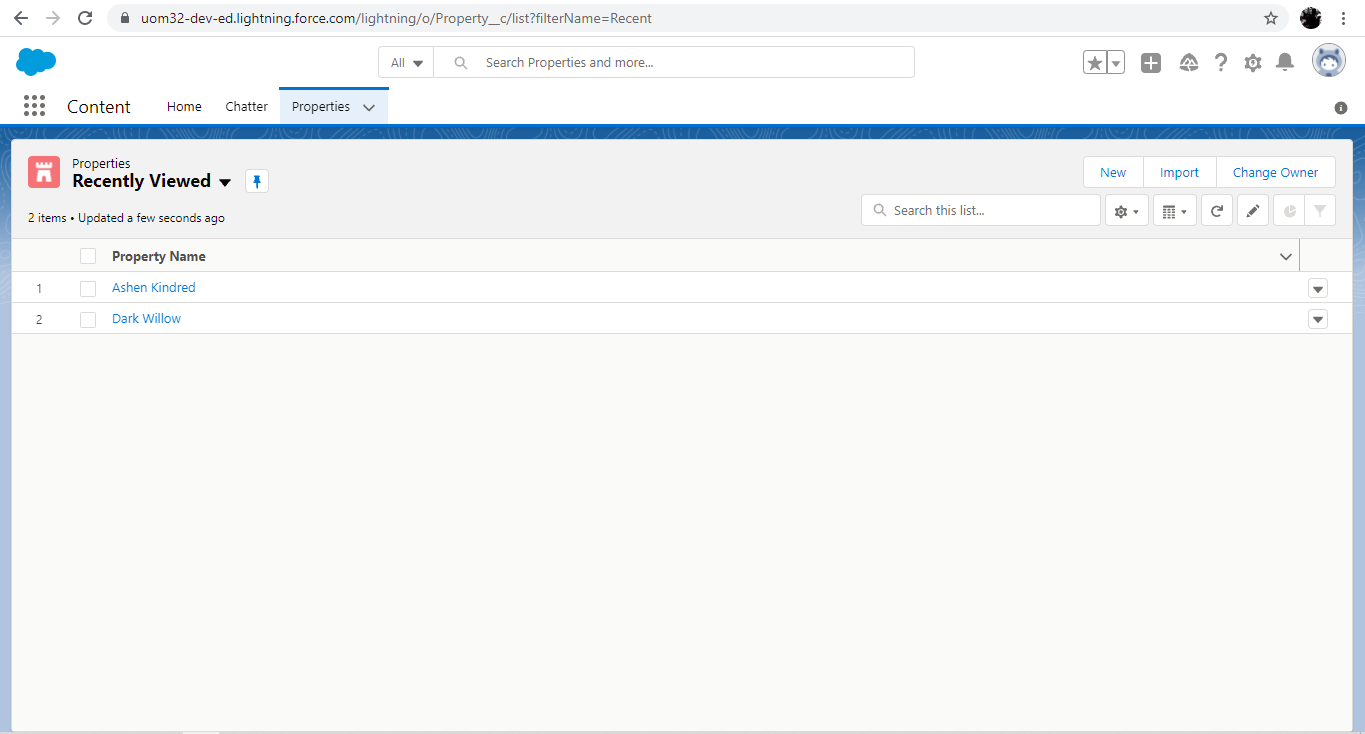 uom32-dev-ed.lightning.force.com/lightning/o/Property__c/list?filterName=Recent
All Search Properties and more...
Content Home Chatter Properties
Properties
Recently Viewed
New Import Change Owner
2 items • Updated a few seconds ago
Search this list...
Property Name
1 Ashen Kindred
2 Dark Willow